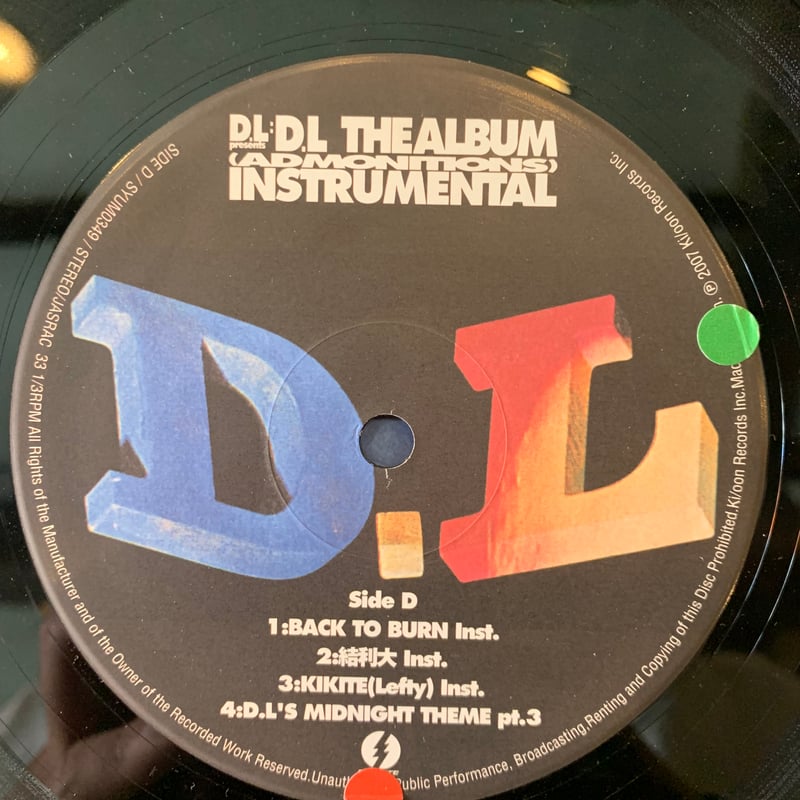 D.L:D.L THE ALBUM
presents
(ADMONITIONS)
INSTRUMENTAL
SIDE D / SYUM0349 / STEREO/JASRAC 33 1/3RPM All Rights of the Manufacturer and of the Owner of the Recorded Work Reserved. Public Performance, Broadcasting,Renting and Copying of this Disc Prohibited.Ki/oon Records Inc. ℗ 2007 Ki/oon Records Inc.
D.L
Side D
1:BACK TO BURN Inst.
2:結利大 Inst.
3:KIKITE(Lefty) Inst.
4:D.L'S MIDNIGHT THEME pt.3